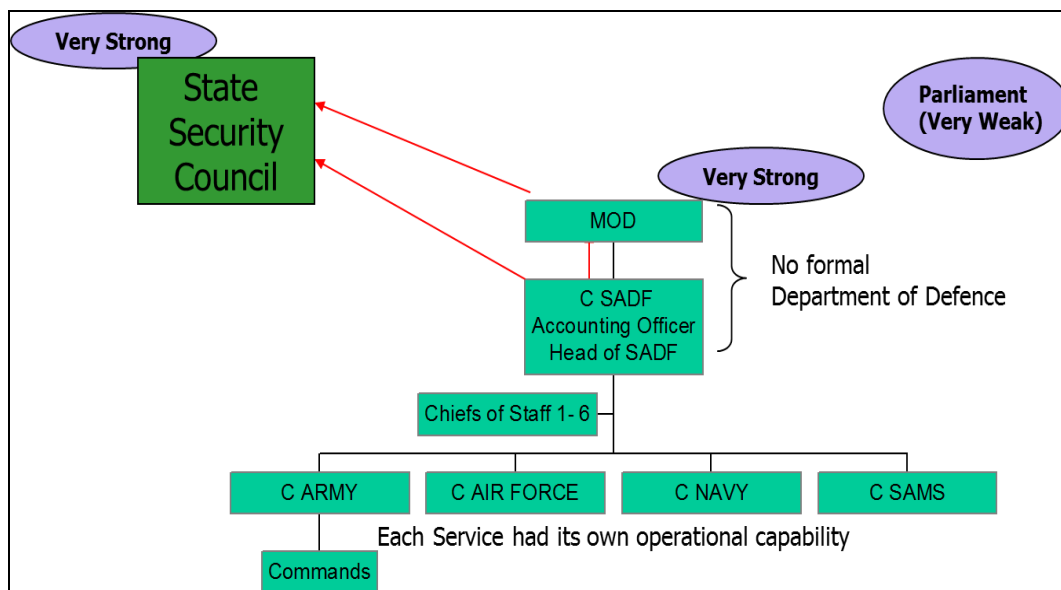 Very Strong
State
Security
Council
Parliament
(Very Weak)
Very Strong
MOD
No formal
Department of Defence
C SADF
Accounting Officer
Head of SADF
Chiefs of Staff 1- 6
C ARMY
C AIR FORCE
C NAVY
C SAMS
Each Service had its own operational capability
Commands